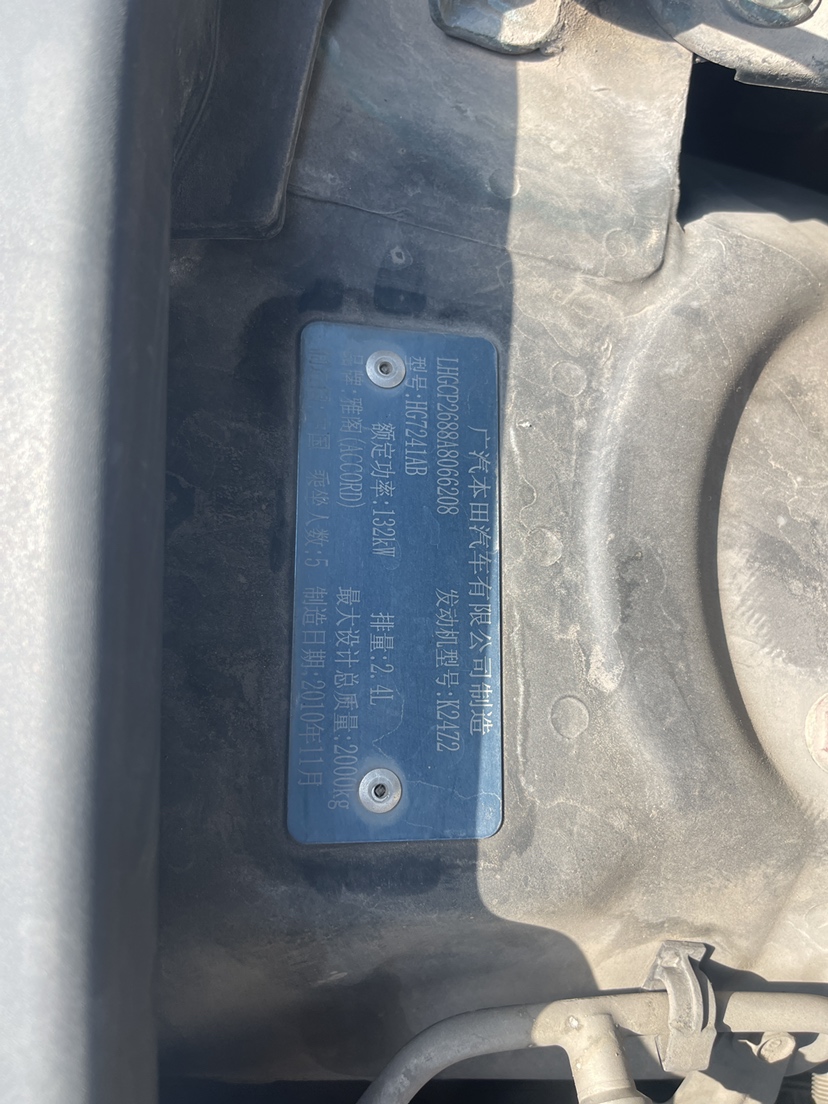 广汽本田汽车有限公司制造
LHGCP2688A8066208 发动机型号:K24Z2
型号:HG7241AB
额定功率:132kW 排量:2.4L
品牌:雅阁(ACCORD) 最大设计总质量:2000kg
国 乘坐人数:5 制造日期:2010年11月